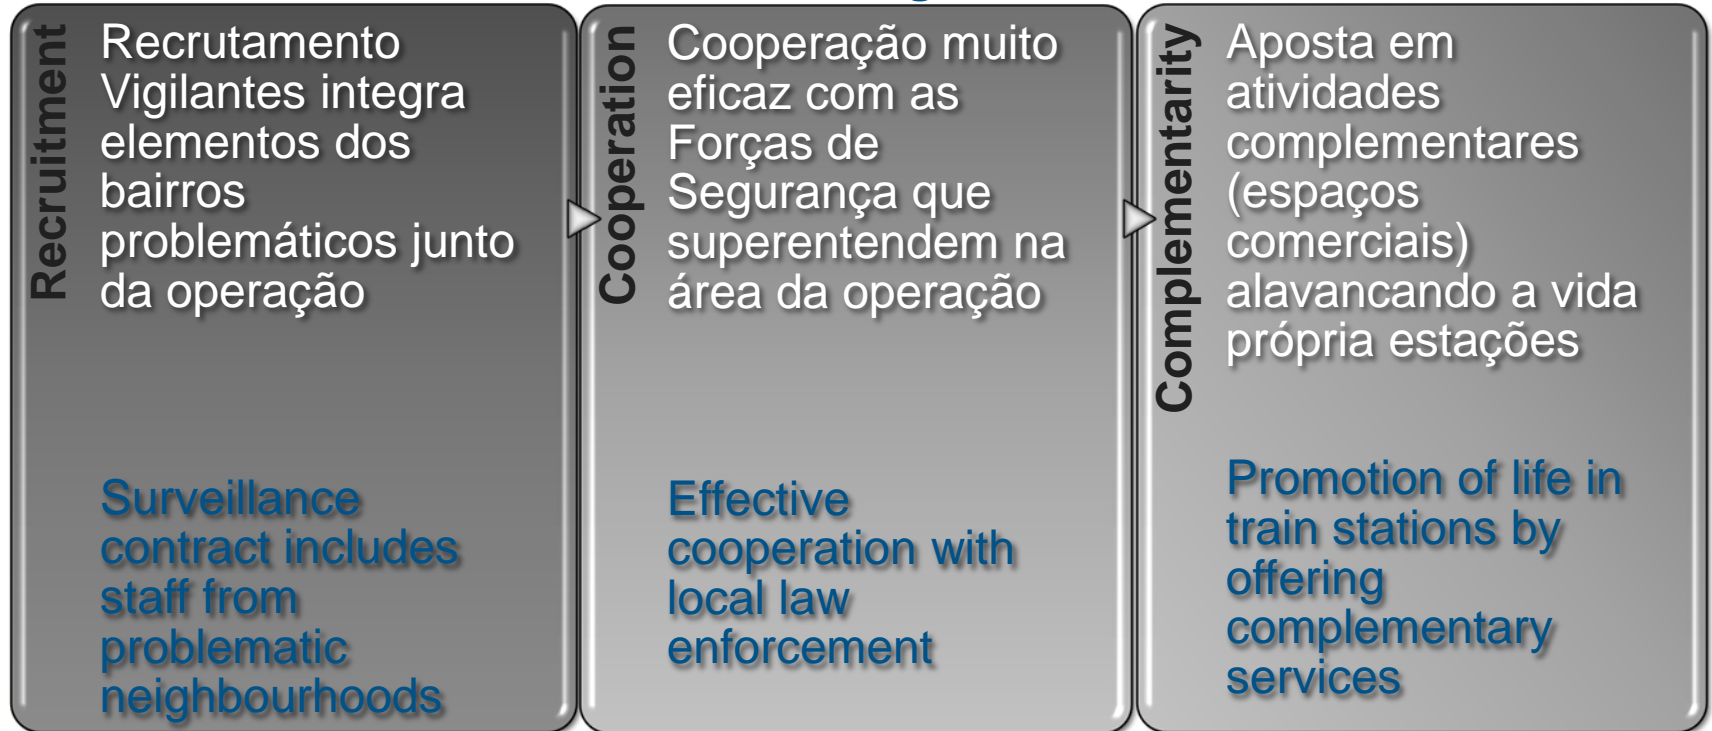 Recruitment
Recrutamento
Vigilantes integra
elementos dos
bairros
problemáticos junto
da operação
Surveillance
contract includes
staff from
problematic
neighbourhoods
Cooperation
Cooperação muito
eficaz com as
Forças de
Segurança que
superentendem na
área da operação
Effective
cooperation with
local law
enforcement
Complementarity
Aposta em
atividades
complementares
(espaços
comerciais)
alavancando a vida
própria estações
Promotion of life in
train stations by
offering
complementary
services